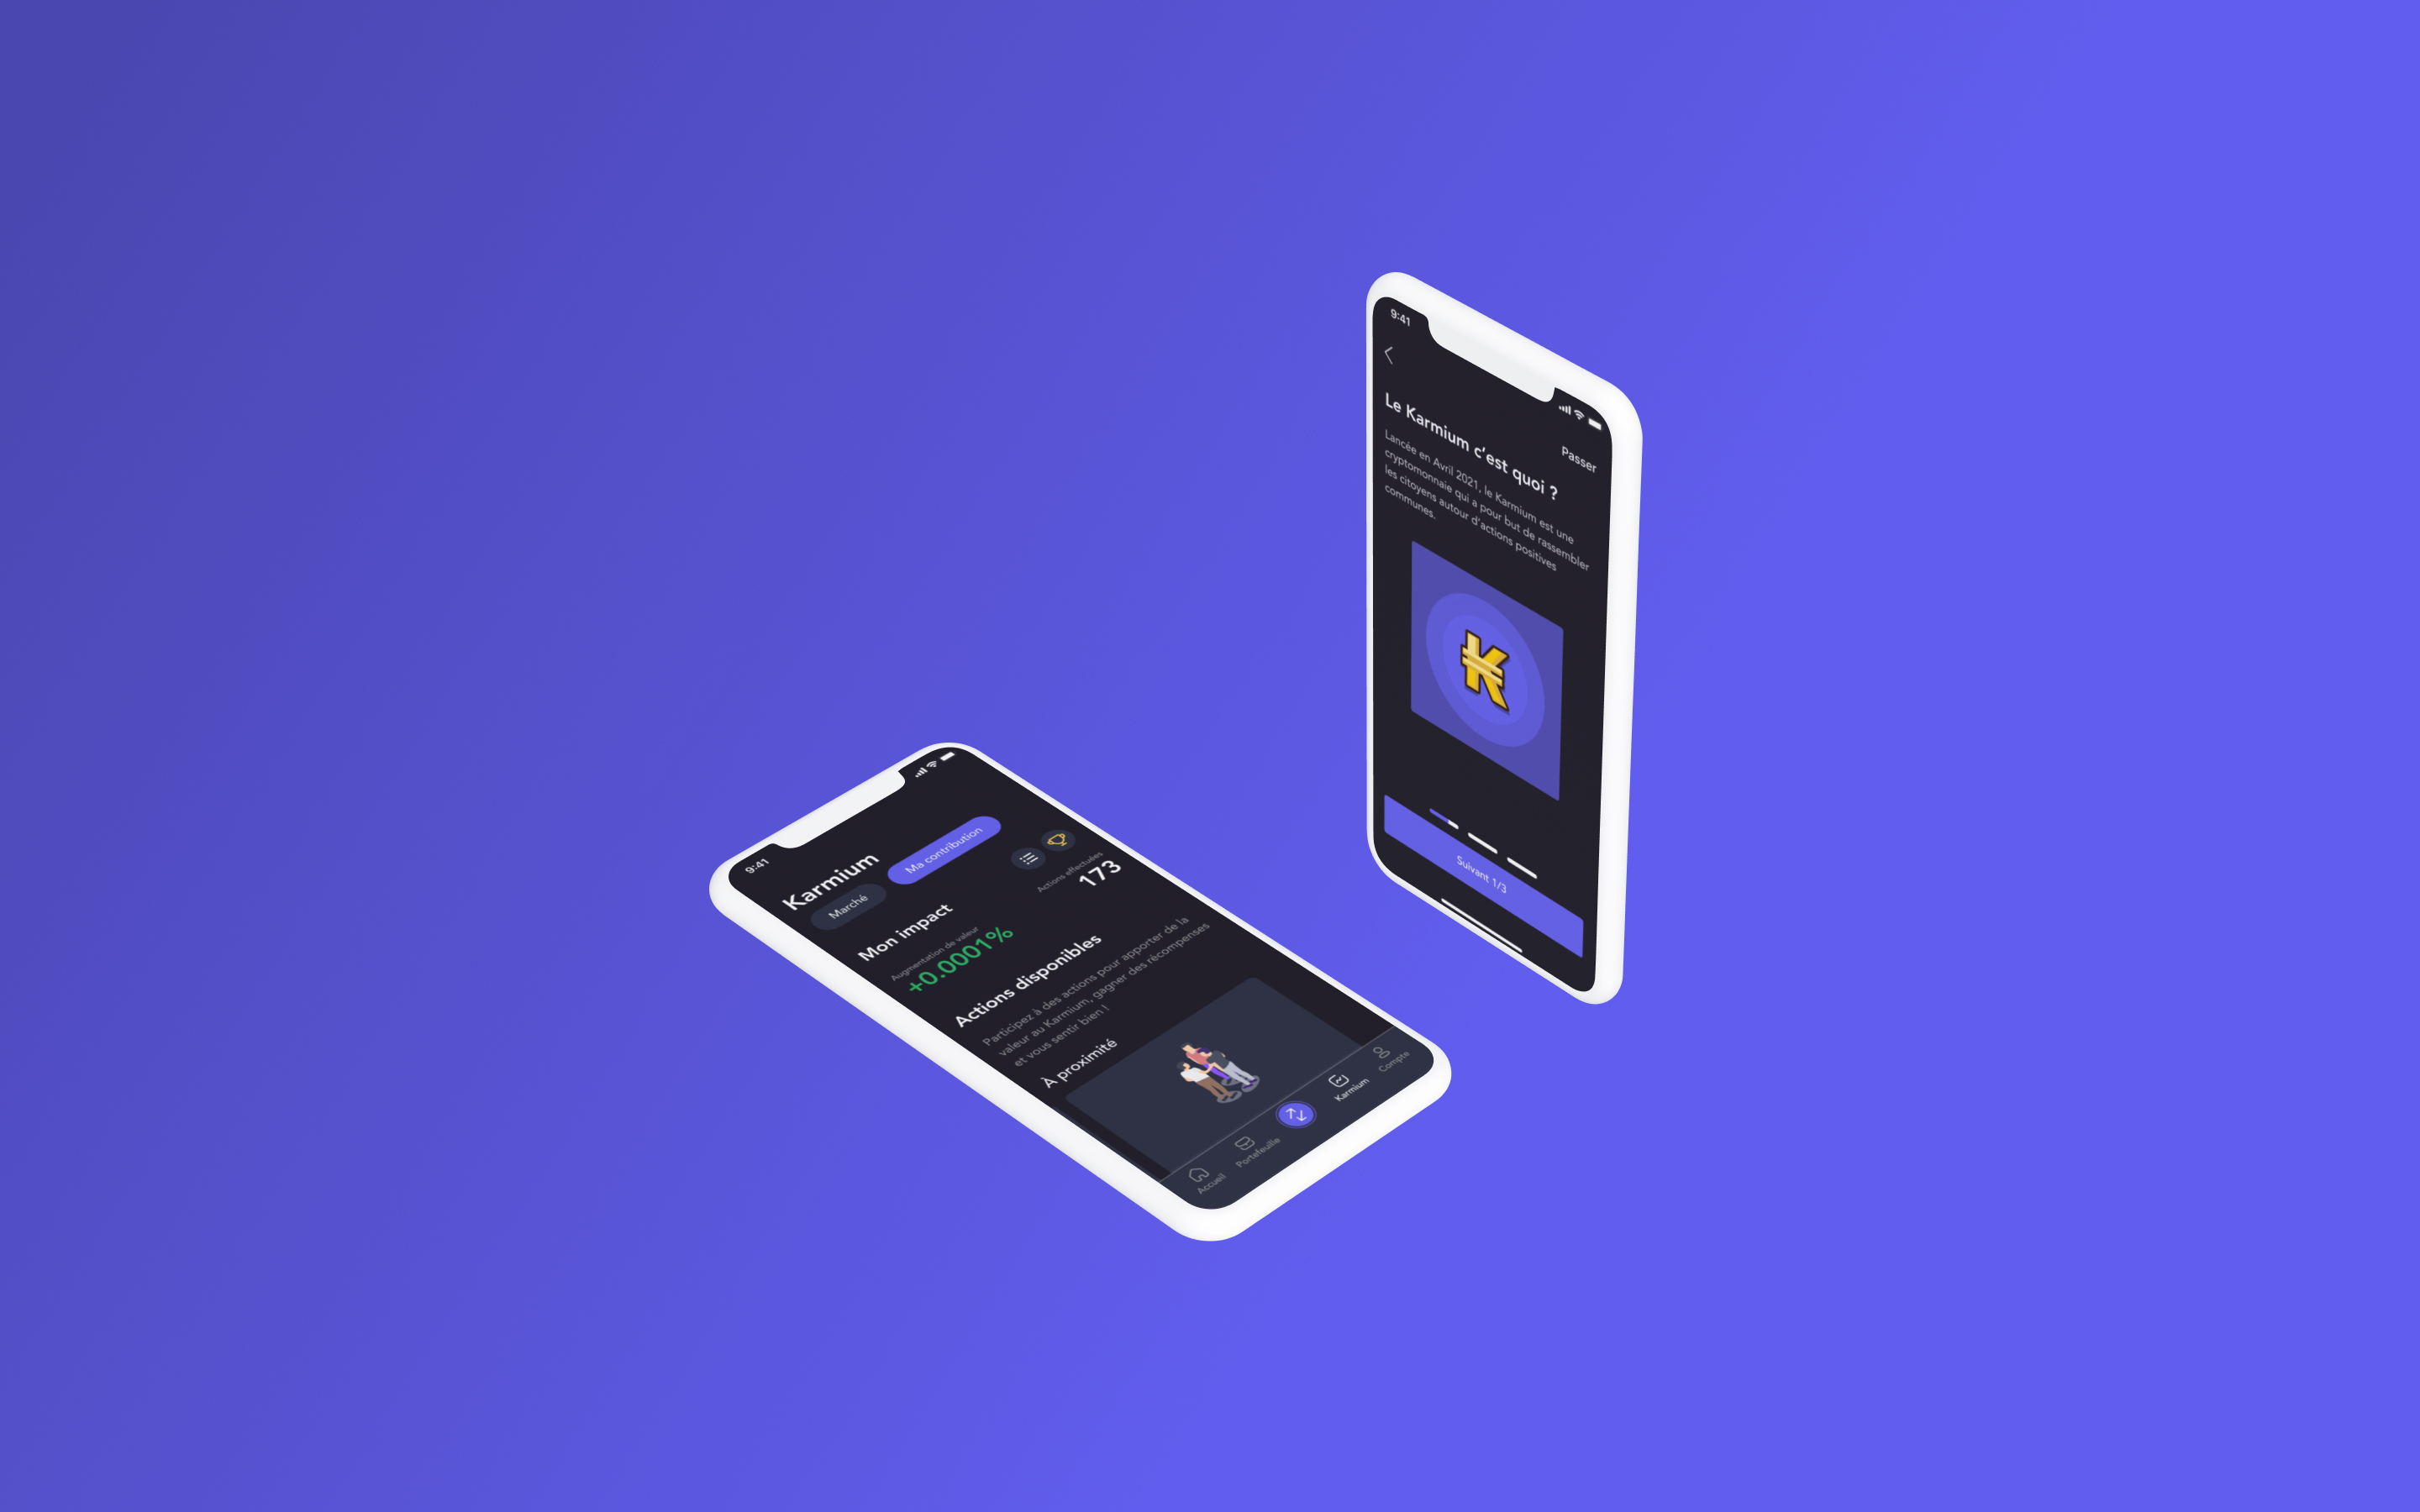 9:41
Karmium
Marché
Ma contribution
Mon impact
Augmentation de valeur
+0.0001%
Actions effectuées
173
Actions disponibles
Participez à des actions pour apporter de la
valeur au Karmium, gagner des récompenses
et vous sentir bien !
À proximité
Accueil
Portefeuille
Karmium
Compte
9:41
Passer
Le Karmium c'est quoi ?
Lancée en Avril 2021, le Karmium est une
cryptomonnaie qui a pour but de rassembler
les citoyens autour d'actions positives
communes.
Suivant 1/3